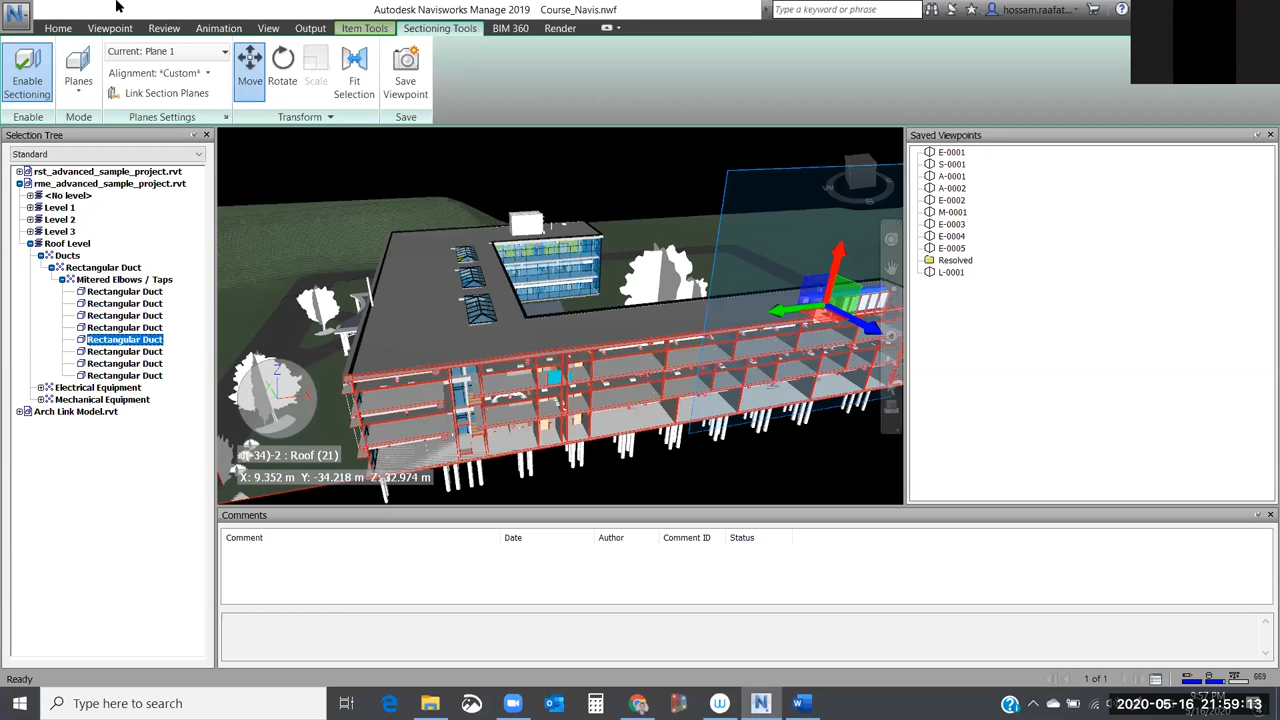 Autodesk Navisworks Manage 2019 Course_Navis.nwf
Type a keyword or phrase
hossam.raafat...
Home Viewpoint Review Animation View Output Item Tools Sectioning Tools BIM 360 Render
Enable Sectioning
Planes
Current: Plane 1
Alignment: *Custom*
Link Section Planes
Move
Rotate
Scale
Fit Selection
Save Viewpoint
Enable Mode Planes Settings Transform Save
Selection Tree
Standard
rst_advanced_sample_project.rvt
rme_advanced_sample_project.rvt
<No level>
Level 1
Level 2
Level 3
Roof Level
Ducts
Rectangular Duct
Mitered Elbows / Taps
Rectangular Duct
Rectangular Duct
Rectangular Duct
Rectangular Duct
Rectangular Duct
Rectangular Duct
Rectangular Duct
Rectangular Duct
Electrical Equipment
Mechanical Equipment
Arch Link Model.rvt
W S
Z X
J(-34)-2 : Roof (21)
X: 9.352 m Y: -34.218 m Z: 32.974 m
Saved Viewpoints
E-0001
S-0001
A-0001
A-0002
E-0002
M-0001
E-0003
E-0004
E-0005
Resolved
L-0001
Comments
Comment Date Author Comment ID Status
Ready
1 of 1
669
Type here to search
9:57 PM
2020-05-16 21:59:13